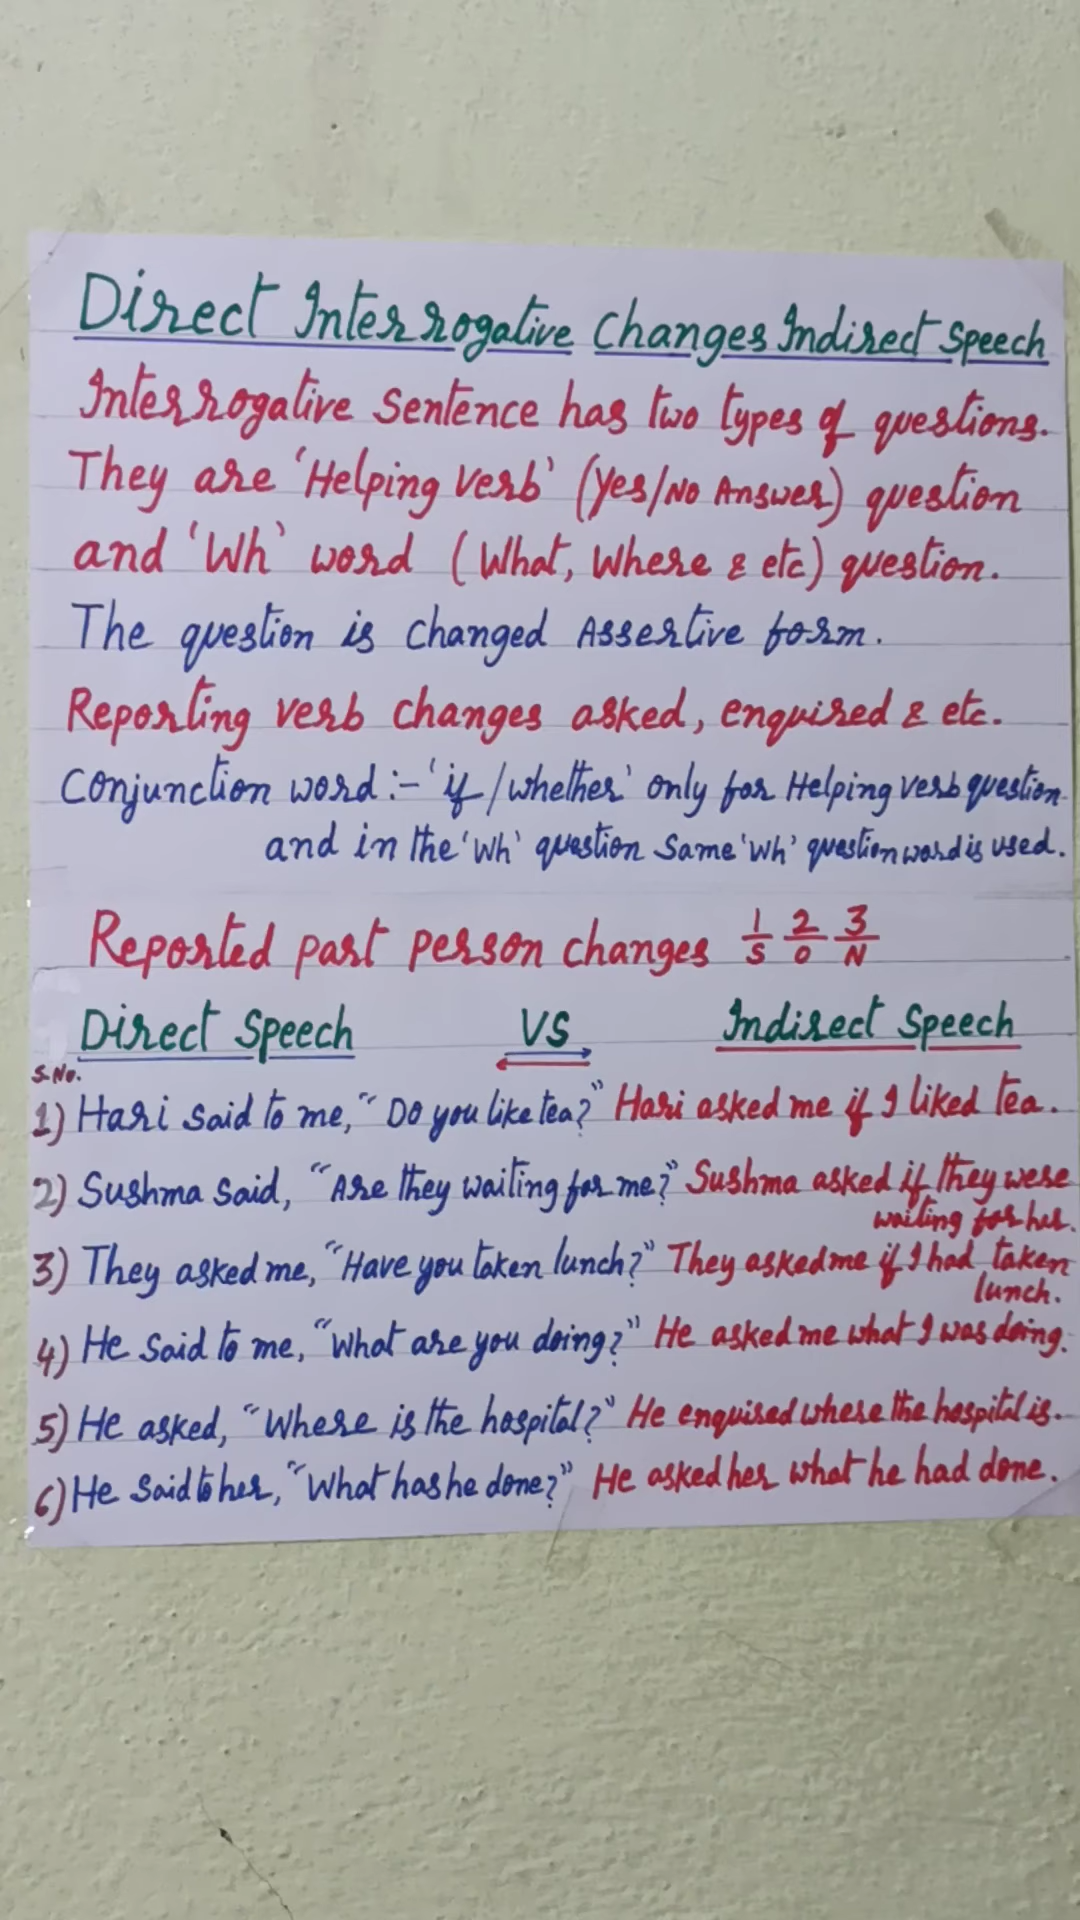 Direct Interrogative Changes Indirect Speech
Interrogative Sentence has two types of questions.
They are 'Helping verb' (Yes/No Answer) question
and 'Wh' word (What, Where & etc) question.
The question is changed Assertive form.
Reporting verb changes asked, enquired & etc.
Conjunction word :- 'if/whether' only for Helping verb question
and in the 'Wh' question same 'Wh' question word is used.
Reported past person changes 1/S 2/O 3/N
Direct Speech VS Indirect Speech
S.No.
1) Hari said to me, "Do you like tea?" Hari asked me if I liked tea.
2) Sushma said, "Are they waiting for me?" Sushma asked if they were
waiting for her.
3) They asked me, "Have you taken lunch?" They asked me if I had taken
lunch.
4) He said to me, "What are you doing?" He asked me what I was doing.
5) He asked, "Where is the hospital?" He enquired where the hospital is.
6) He said to her, "What has he done?" He asked her what he had done.